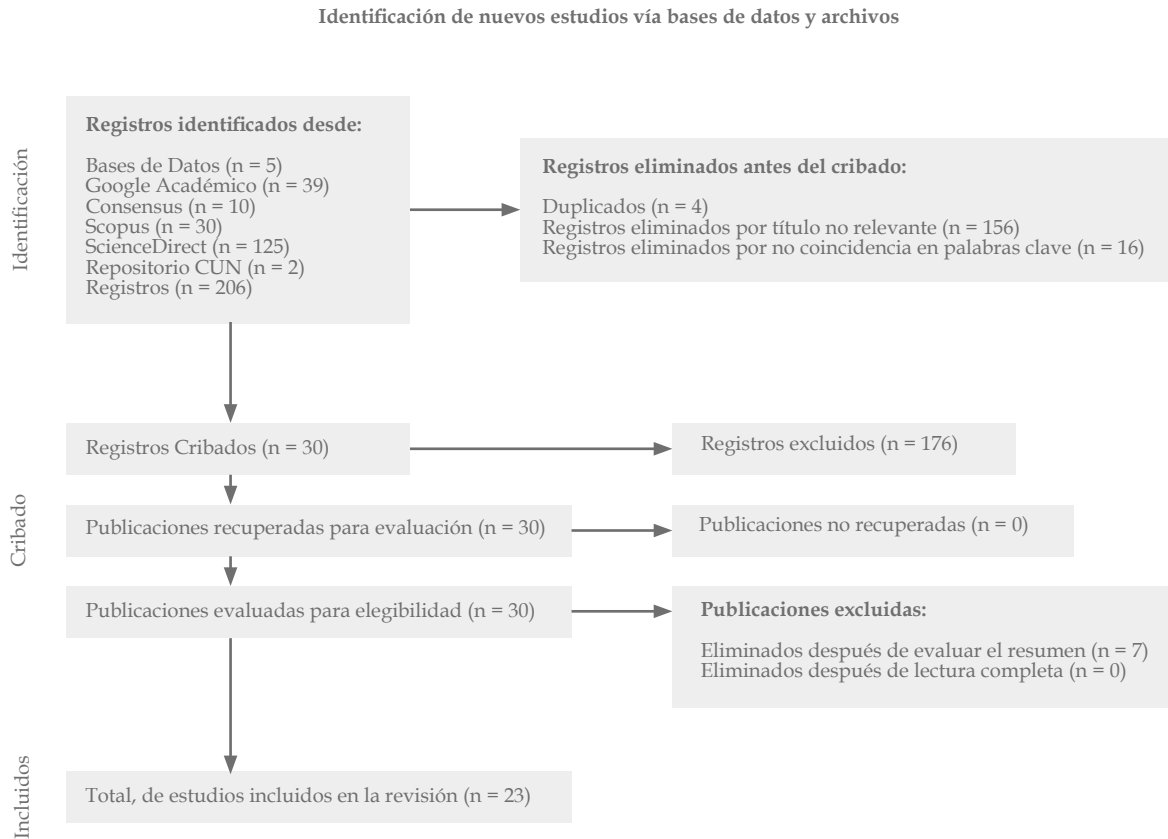 Identificación de nuevos estudios vía bases de datos y archivos
Identificación
Registros identificados desde:
Bases de Datos (n = 5)
Google Académico (n = 39)
Consensus (n = 10)
Scopus (n = 30)
ScienceDirect (n = 125)
Repositorio CUN (n = 2)
Registros (n = 206)
Registros eliminados antes del cribado:
Duplicados (n = 4)
Registros eliminados por título no relevante (n = 156)
Registros eliminados por no coincidencia en palabras clave (n = 16)
Cribado
Registros Cribados (n = 30)
Registros excluidos (n = 176)
Publicaciones recuperadas para evaluación (n = 30)
Publicaciones no recuperadas (n = 0)
Publicaciones evaluadas para elegibilidad (n = 30)
Publicaciones excluidas:
Eliminados después de evaluar el resumen (n = 7)
Eliminados después de lectura completa (n = 0)
Incluidos
Total, de estudios incluidos en la revisión (n = 23)